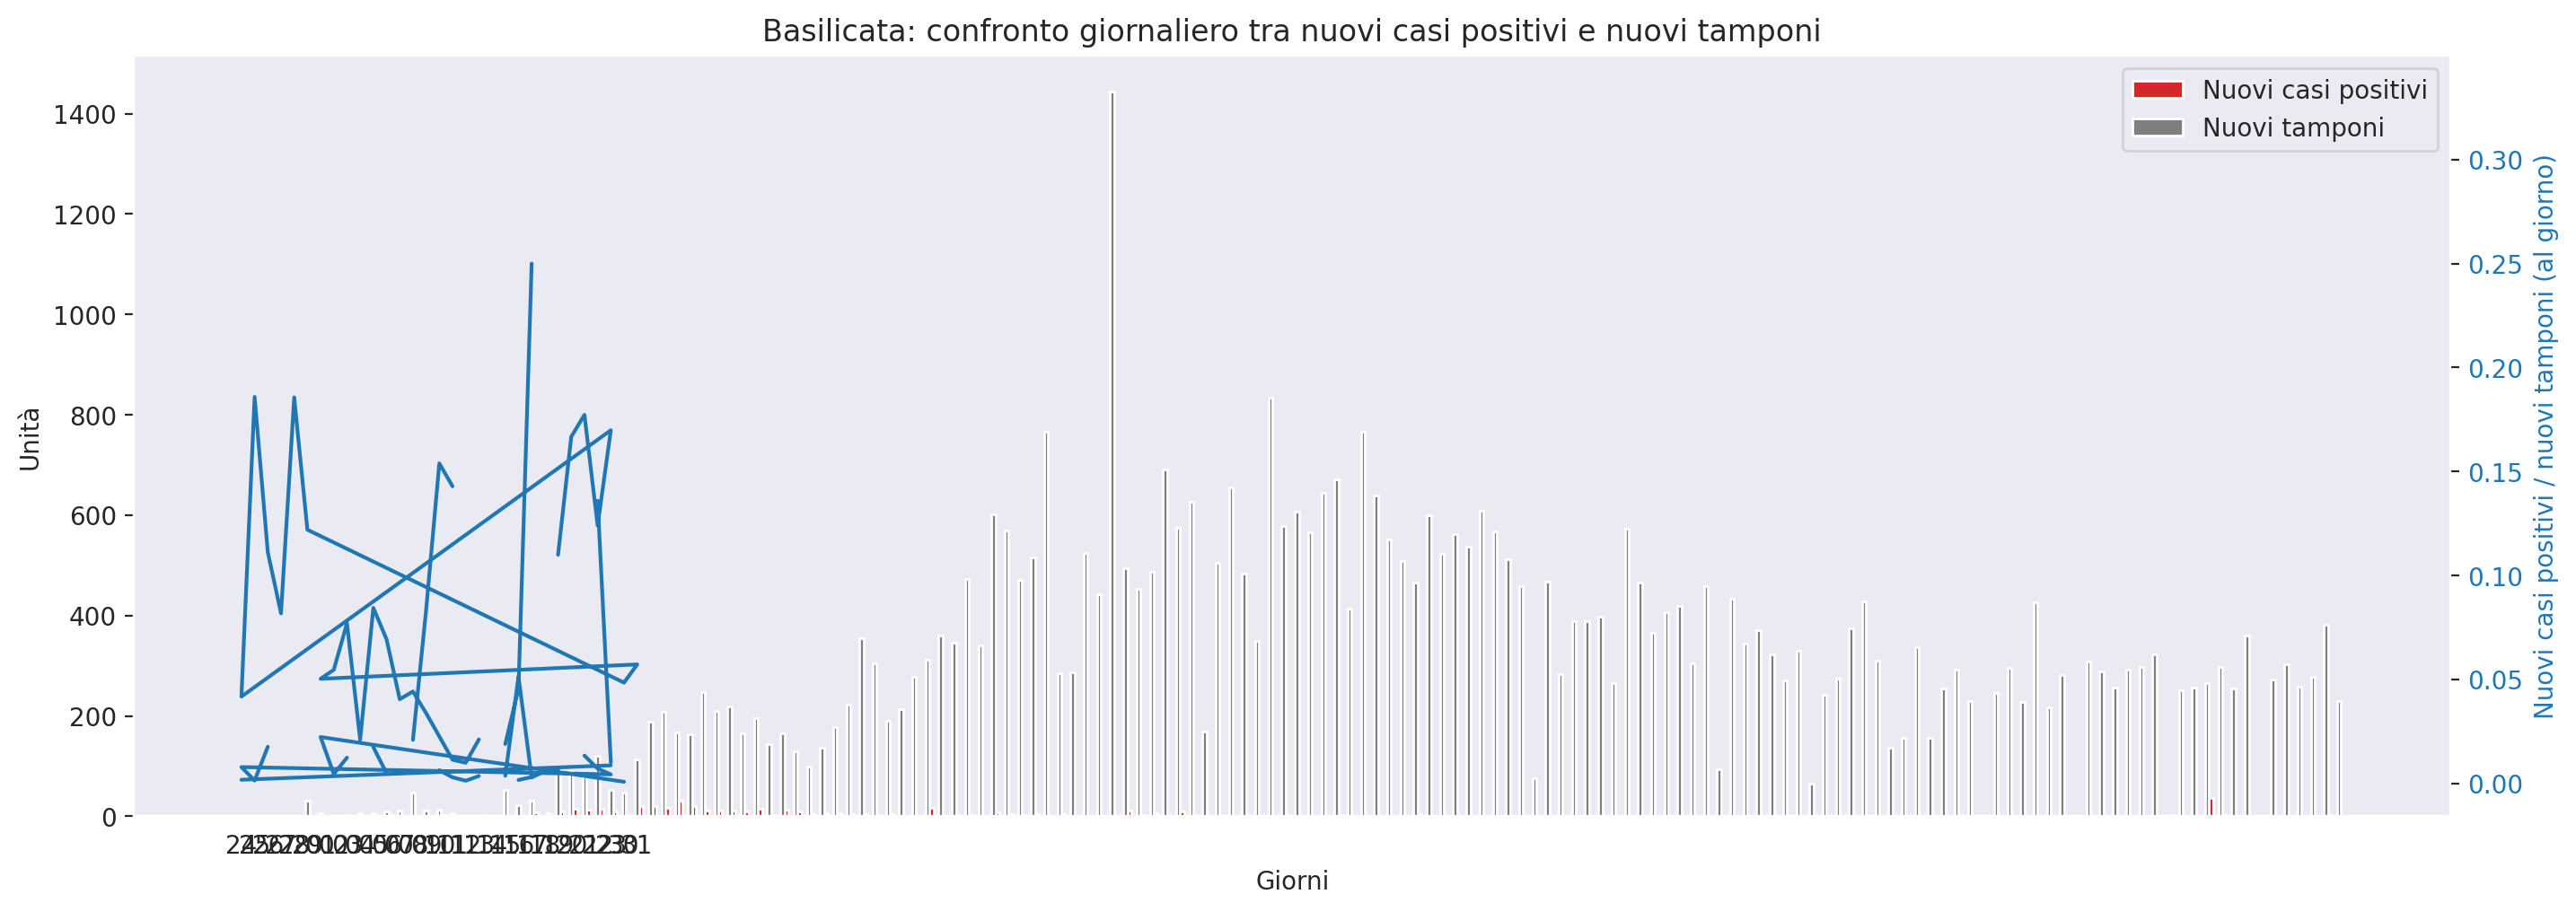 Basilicata: confronto giornaliero tra nuovi casi positivi e nuovi tamponi
Nuovi casi positivi
Nuovi tamponi
1400
1200
1000
800
600
400
200
0
Unità
0.30
0.25
0.20
0.15
0.10
0.05
0.00
Nuovi casi positivi / nuovi tamponi (al giorno)
Giorni